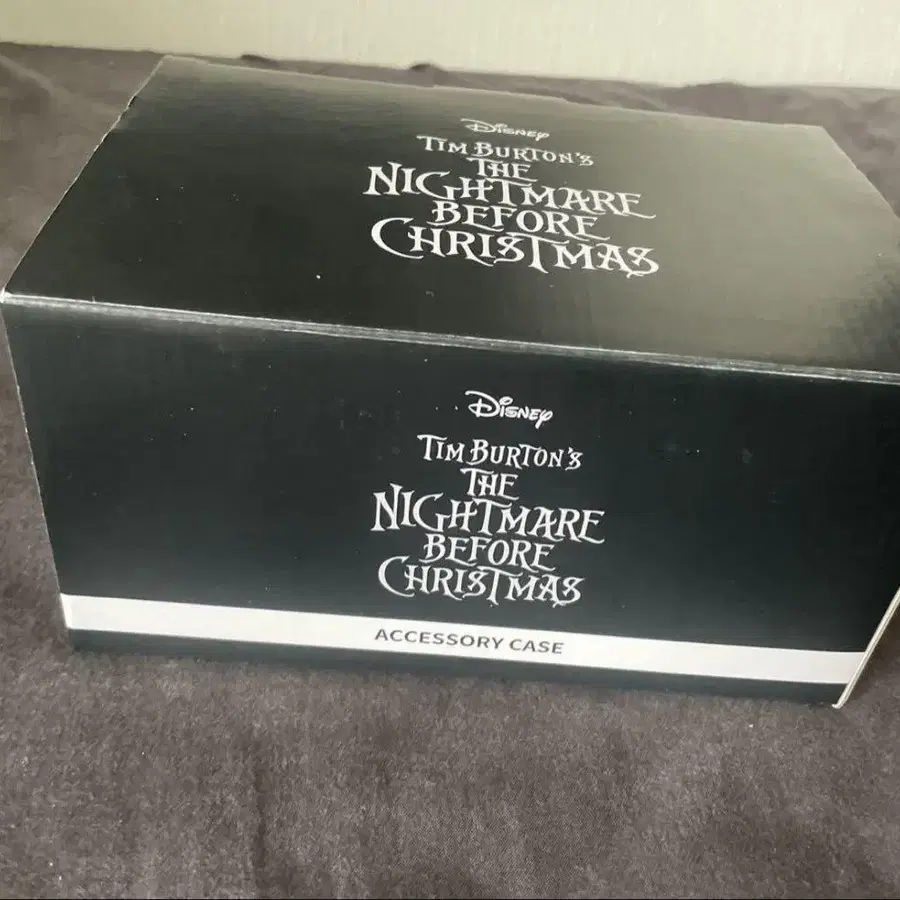 Disney
TIM BURTON'S
THE
NIGHTMARE
BEFORE
CHRISTMAS
Disney
TIM BURTON'S
THE
NIGHTMARE
BEFORE
CHRISTMAS
ACCESSORY CASE